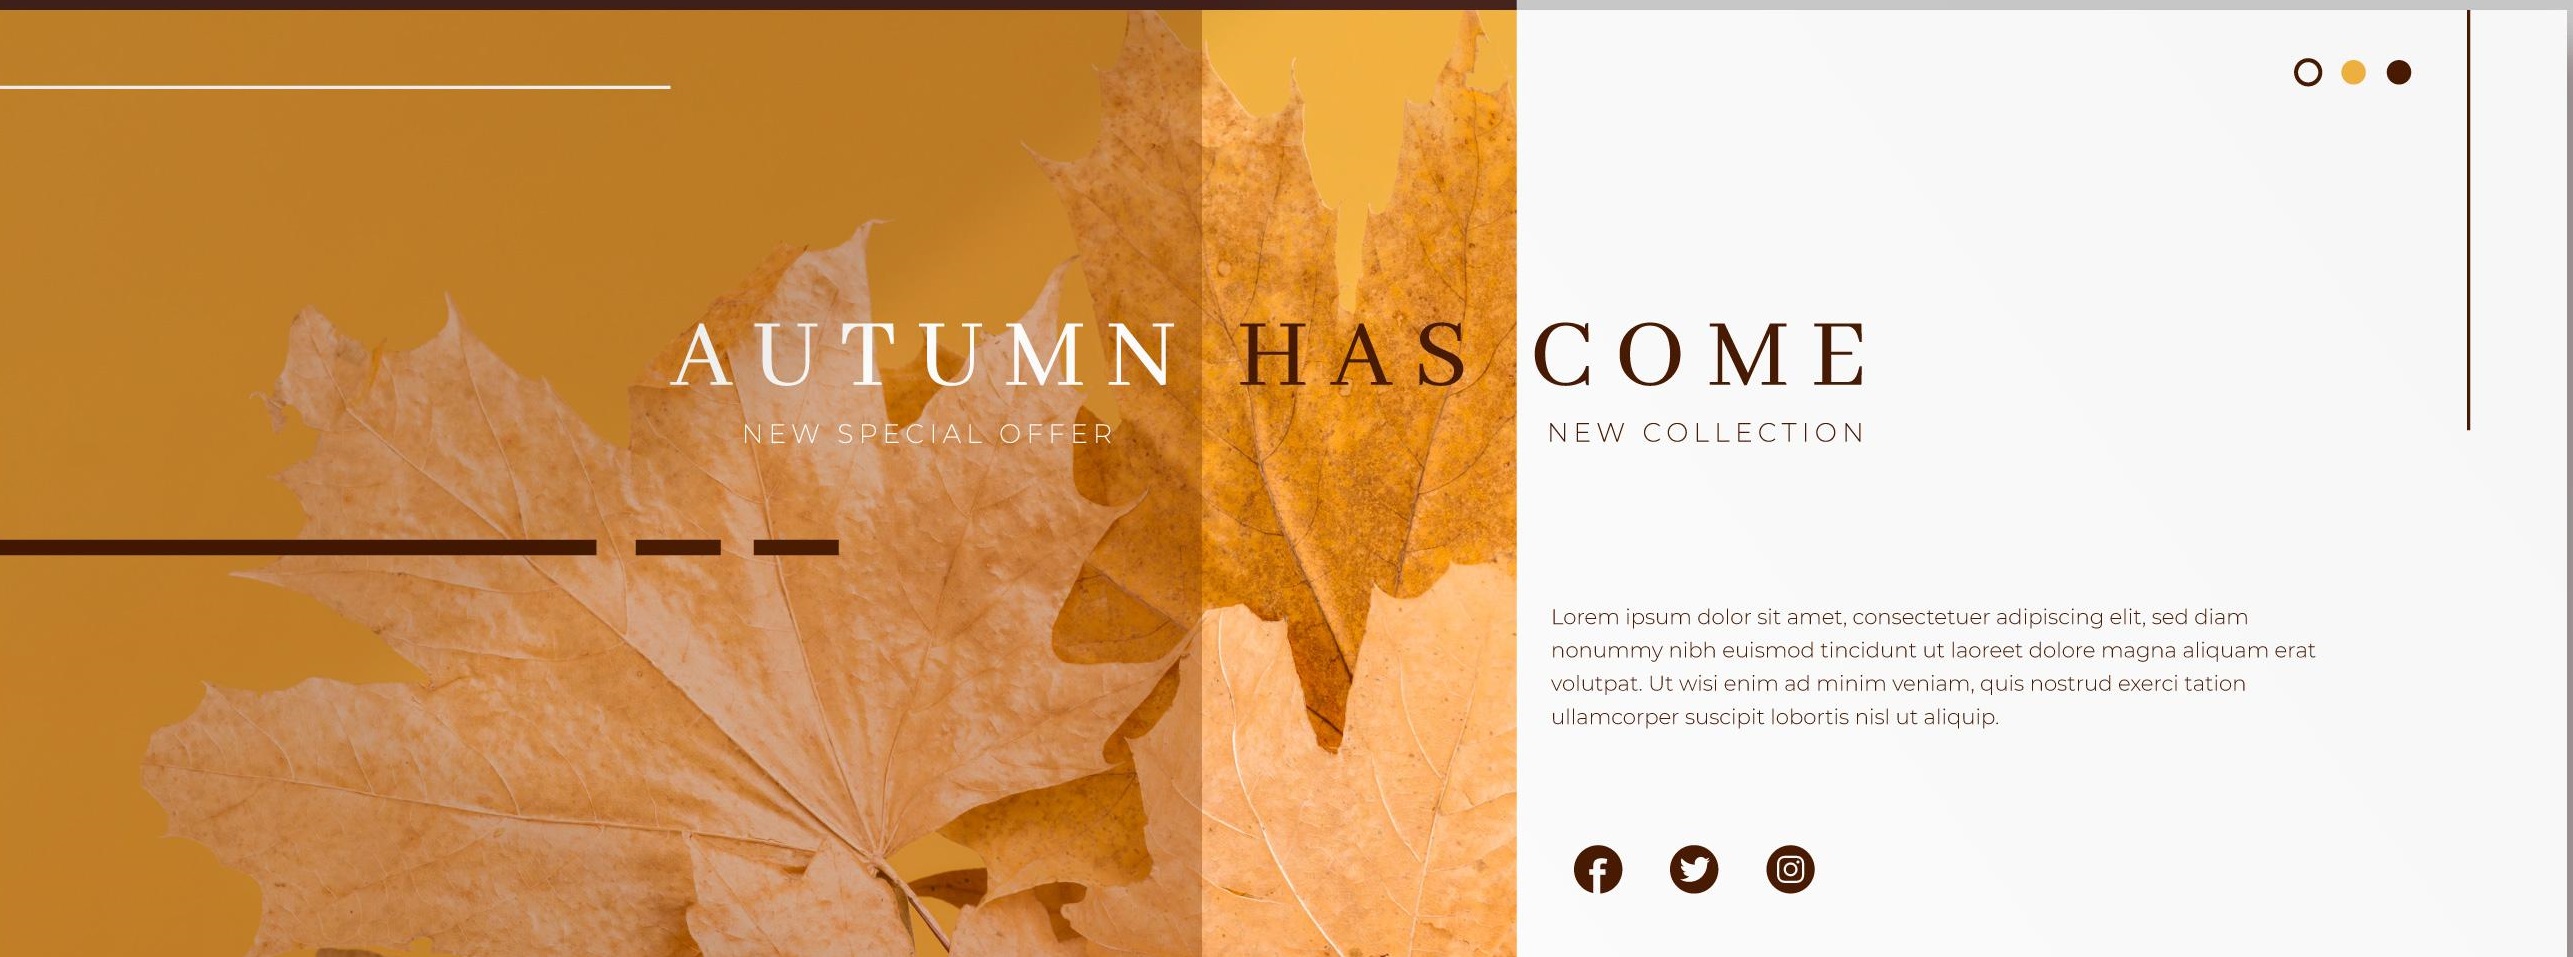 AUTUMN HAS COME
NEW SPECIAL OFFER
NEW COLLECTION
Lorem ipsum dolor sit amet, consectetuer adipiscing elit, sed diam
nonummy nibh euismod tincidunt ut laoreet dolore magna aliquam erat
volutpat. Ut wisi enim ad minim veniam, quis nostrud exerci tation
ullamcorper suscipit lobortis nisl ut aliquip.